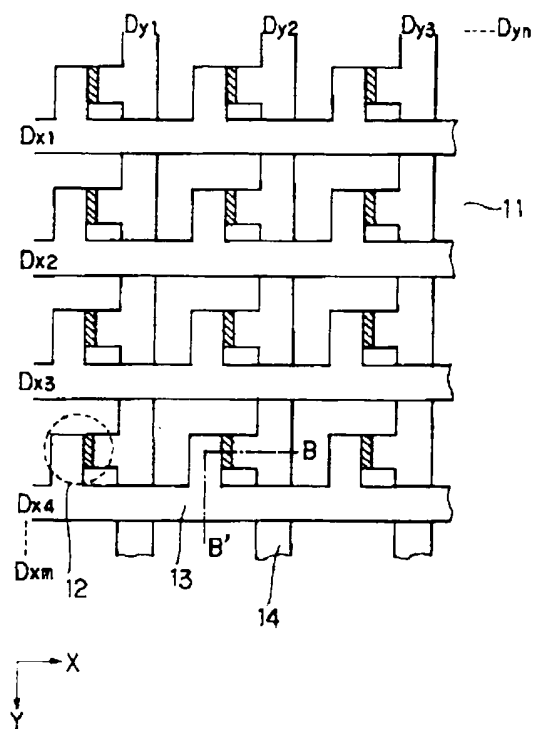 Dy1 Dy2 Dy3 ----Dyn
Dx1
11
Dx2
Dx3
B
Dx4
B'
Dxm
12 13 14
X
Y